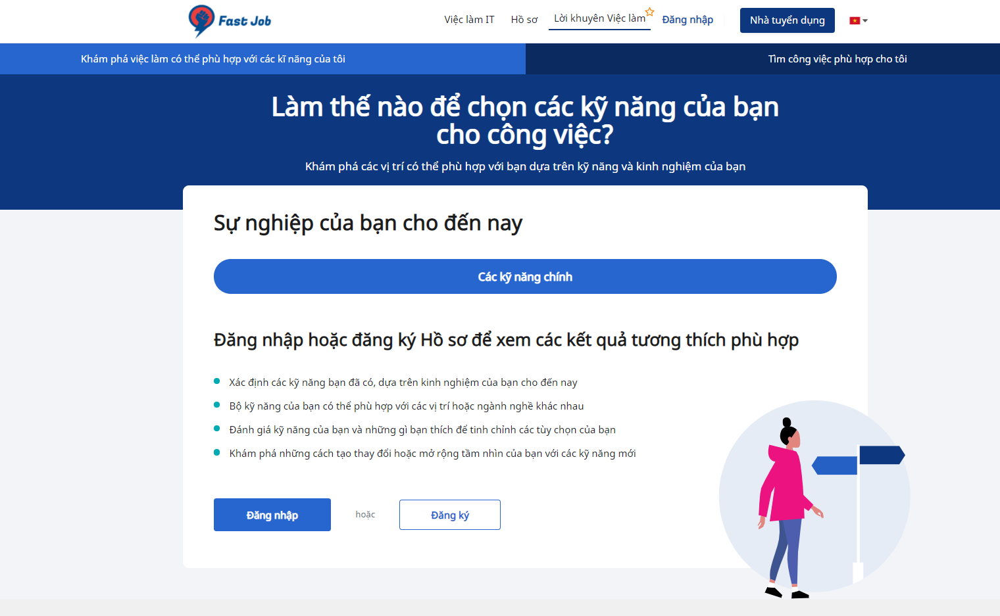 Fast Job
Việc làm IT
Hồ sơ
Lời khuyên Việc làm
Đăng nhập
Nhà tuyển dụng
Khám phá việc làm có thể phù hợp với các kĩ năng của tôi
Tìm công việc phù hợp cho tôi
Làm thế nào để chọn các kỹ năng của bạn
cho công việc?
Khám phá các vị trí có thể phù hợp với bạn dựa trên kỹ năng và kinh nghiệm của bạn
Sự nghiệp của bạn cho đến nay
Các kỹ năng chính
Đăng nhập hoặc đăng ký Hồ sơ để xem các kết quả tương thích phù hợp
Xác định các kỹ năng bạn đã có, dựa trên kinh nghiệm của bạn cho đến nay
Bộ kỹ năng của bạn có thể phù hợp với các vị trí hoặc ngành nghề khác nhau
Đánh giá kỹ năng của bạn và những gì bạn thích để tinh chỉnh các tùy chọn của bạn
Khám phá những cách tạo thay đổi hoặc mở rộng tầm nhìn của bạn với các kỹ năng mới
Đăng nhập
hoặc
Đăng ký